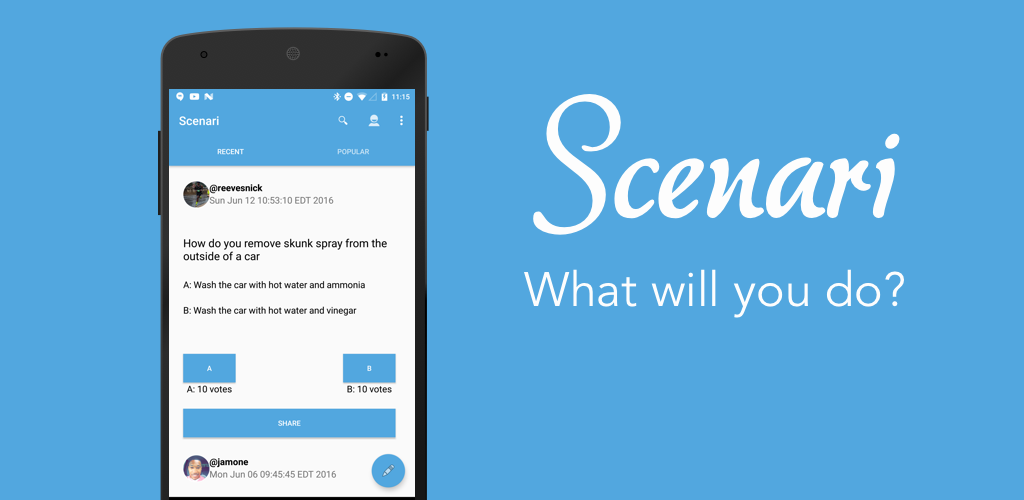 11:15
Scenari
RECENT POPULAR
@reevesnick
Sun Jun 12 10:53:10 EDT 2016
How do you remove skunk spray from the
outside of a car
A: Wash the car with hot water and ammonia
B: Wash the car with hot water and vinegar
A B
A: 10 votes B: 10 votes
SHARE
@jamone
Mon Jun 06 09:45:45 EDT 2016
Scenari
What will you do?